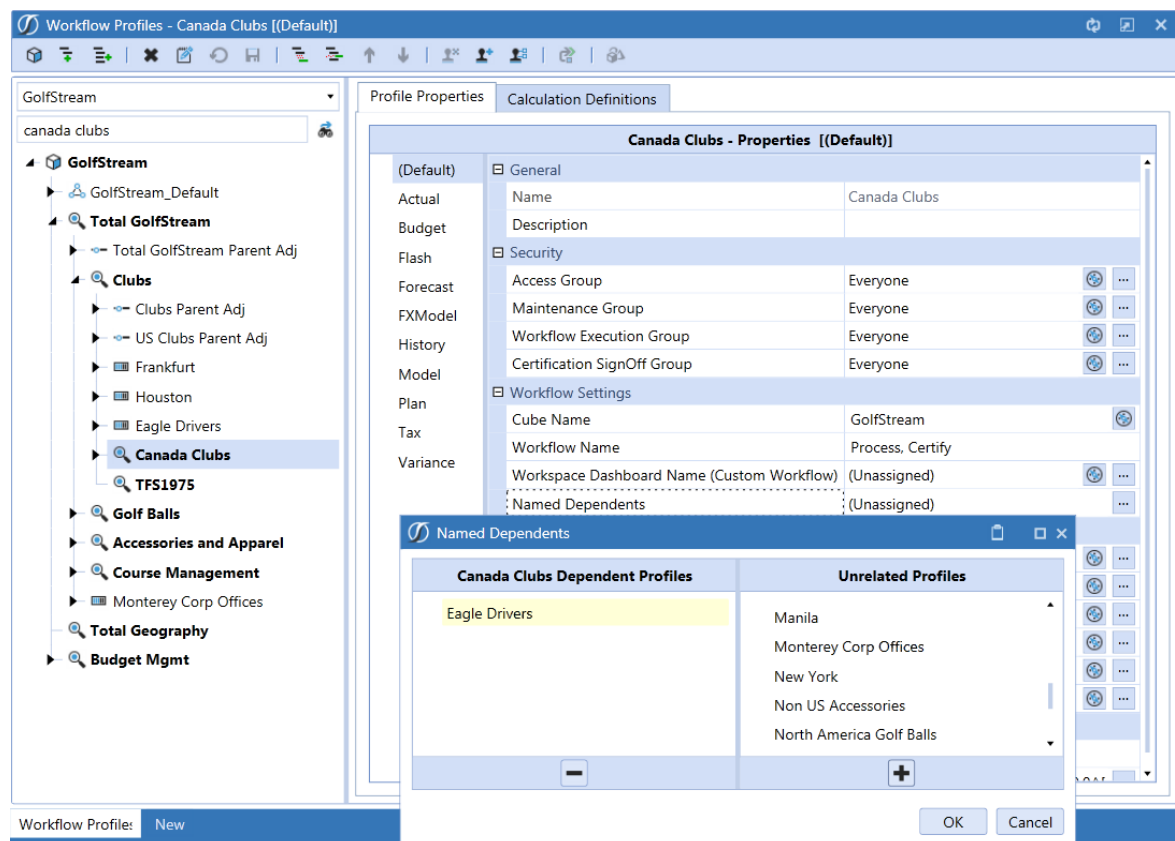 Workflow Profiles - Canada Clubs [(Default)]
GolfStream
canada clubs
GolfStream
GolfStream_Default
Total GolfStream
Total GolfStream Parent Adj
Clubs
Clubs Parent Adj
US Clubs Parent Adj
Frankfurt
Houston
Eagle Drivers
Canada Clubs
TFS1975
Golf Balls
Accessories and Apparel
Course Management
Monterey Corp Offices
Total Geography
Budget Mgmt
Profile Properties
Calculation Definitions
Canada Clubs - Properties [(Default)]
(Default)
Actual
Budget
Flash
Forecast
FXModel
History
Model
Plan
Tax
Variance
General
Name Canada Clubs
Description
Security
Access Group Everyone
Maintenance Group Everyone
Workflow Execution Group Everyone
Certification SignOff Group Everyone
Workflow Settings
Cube Name GolfStream
Workflow Name Process, Certify
Workspace Dashboard Name (Custom Workflow) (Unassigned)
Named Dependents (Unassigned)
Named Dependents
Canada Clubs Dependent Profiles
Eagle Drivers
Unrelated Profiles
Manila
Monterey Corp Offices
New York
Non US Accessories
North America Golf Balls
OK Cancel
Workflow Profiles New